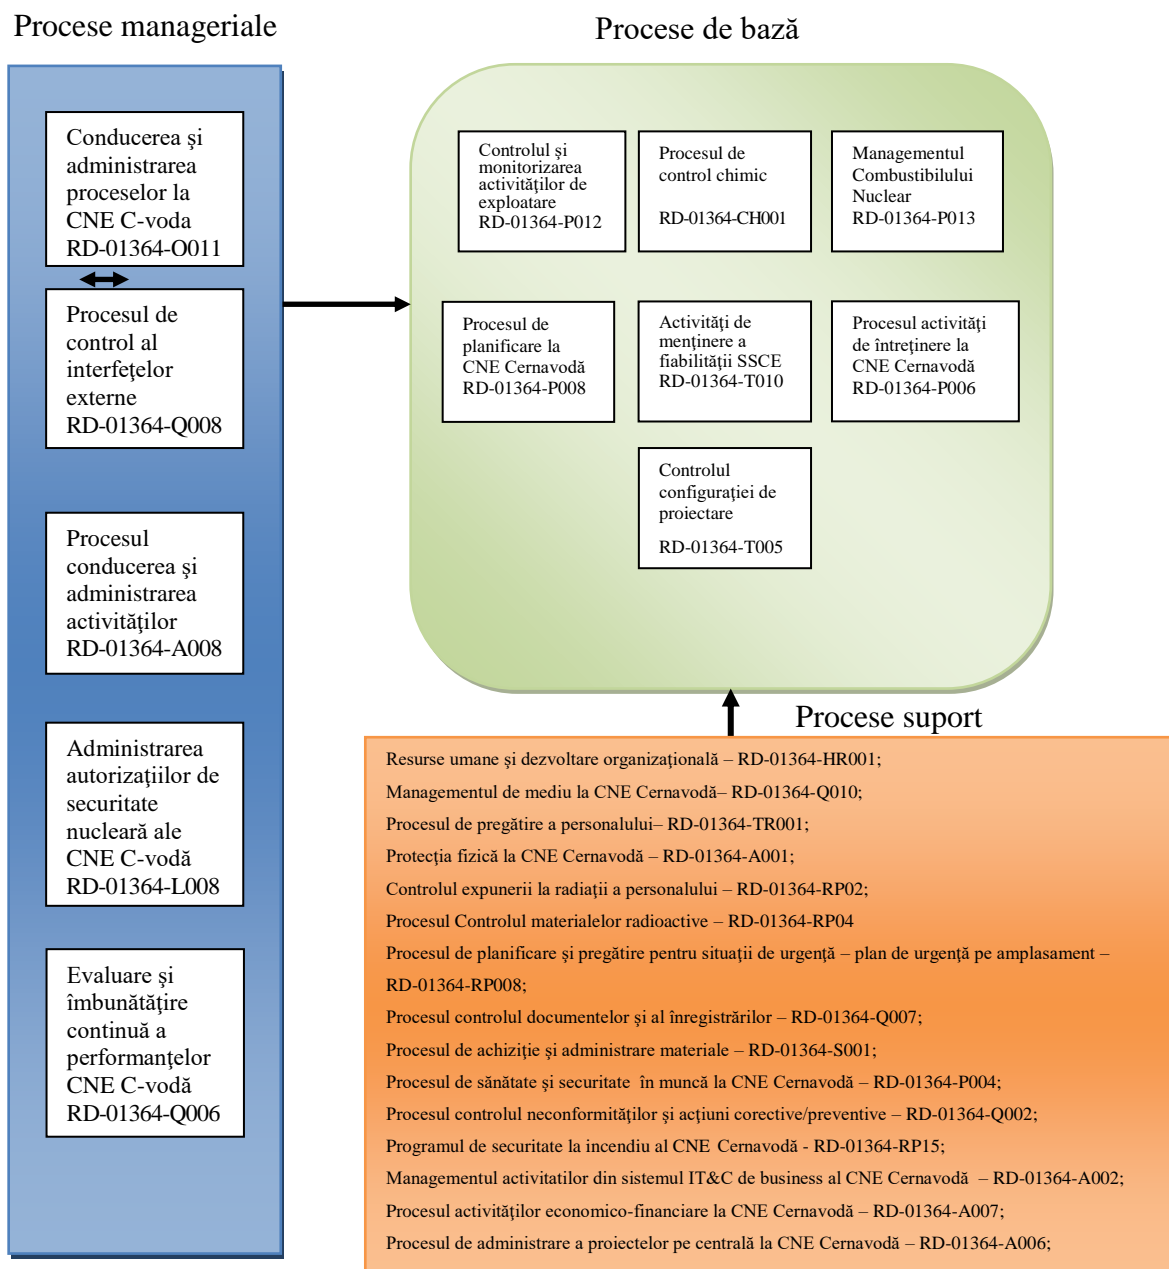 Procese manageriale
Conducerea şi
administrarea
proceselor la
CNE C-voda
RD-01364-O011
Procesul de
control al
interfeţelor
externe
RD-01364-Q008
Procesul
conducerea şi
administrarea
activităţilor
RD-01364-A008
Administrarea
autorizaţiilor de
securitate
nucleară ale
CNE C-vodă
RD-01364-L008
Evaluare şi
îmbunătăţire
continuă a
performanţelor
CNE C-vodă
RD-01364-Q006
Procese de bază
Controlul şi
monitorizarea
activităţilor de
exploatare
RD-01364-P012
Procesul de
control chimic
RD-01364-CH001
Managementul
Combustibilului
Nuclear
RD-01364-P013
Procesul de
planificare la
CNE Cernavodă
RD-01364-P008
Activităţi de
menţinere a
fiabilităţii SSCE
RD-01364-T010
Procesul activităţi
de întreţinere la
CNE Cernavodă
RD-01364-P006
Controlul
configuraţiei de
proiectare
RD-01364-T005
Procese suport
Resurse umane şi dezvoltare organizaţională – RD-01364-HR001;
Managementul de mediu la CNE Cernavodă– RD-01364-Q010;
Procesul de pregătire a personalului– RD-01364-TR001;
Protecţia fizică la CNE Cernavodă – RD-01364-A001;
Controlul expunerii la radiaţii a personalului – RD-01364-RP02;
Procesul Controlul materialelor radioactive – RD-01364-RP04
Procesul de planificare şi pregătire pentru situaţii de urgenţă – plan de urgenţă pe amplasament –
RD-01364-RP008;
Procesul controlul documentelor şi al înregistrărilor – RD-01364-Q007;
Procesul de achiziţie şi administrare materiale – RD-01364-S001;
Procesul de sănătate şi securitate în muncă la CNE Cernavodă – RD-01364-P004;
Procesul controlul neconformităţilor şi acţiuni corective/preventive – RD-01364-Q002;
Programul de securitate la incendiu al CNE Cernavodă - RD-01364-RP15;
Managementul activitatilor din sistemul IT&C de business al CNE Cernavodă – RD-01364-A002;
Procesul activităţilor economico-financiare la CNE Cernavodă – RD-01364-A007;
Procesul de administrare a proiectelor pe centrală la CNE Cernavodă – RD-01364-A006;